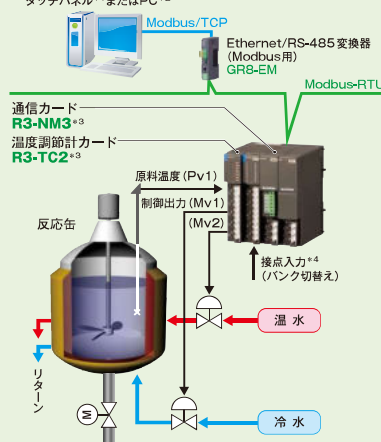 タッチパネル*¹またはPC*²
Modbus/TCP
Ethernet/RS-485 変換器
(Modbus用)
GR8-EM
Modbus-RTU
通信カード
R3-NM3*³
温度調節計カード
R3-TC2*³
原料温度(Pv1)
制御出力(Mv1)
(Mv2)
反応缶
接点入力*⁴
(バンク切替え)
温 水
リターン
M
冷 水